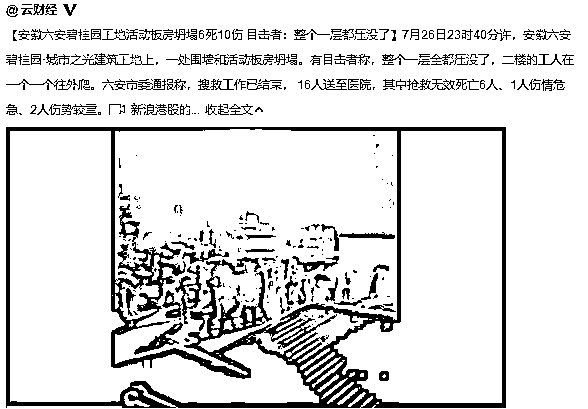 @云财经 V
【安徽六安碧桂园工地活动板房坍塌6死10伤 目击者：整个一层都压没了】7月26日23时40分许，安徽六安
碧桂园·城市之光建筑工地上，一处围墙和活动板房坍塌。有目击者称，整个一层全都压没了，二楼的工人在
一个一个往外爬。六安市委通报称，搜救工作已结束， 16人送至医院，其中抢救无效死亡6人、1人伤情危
急、2人伤势较重。 新浪港股的... 收起全文